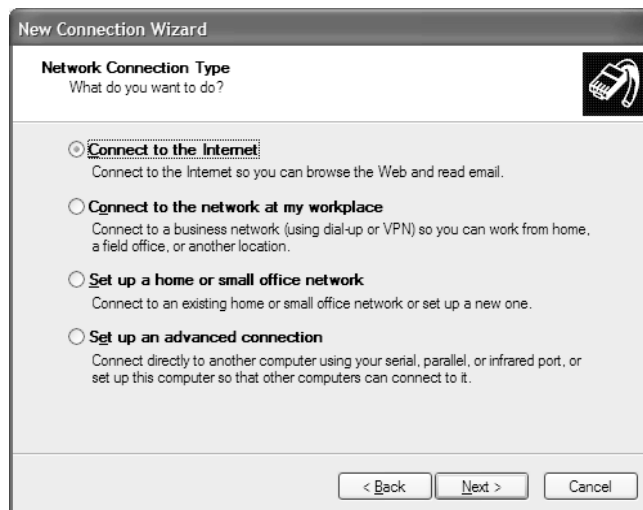 New Connection Wizard
Network Connection Type
What do you want to do?
Connect to the Internet
Connect to the Internet so you can browse the Web and read email.
Connect to the network at my workplace
Connect to a business network (using dial-up or VPN) so you can work from home,
a field office, or another location.
Set up a home or small office network
Connect to an existing home or small office network or set up a new one.
Set up an advanced connection
Connect directly to another computer using your serial, parallel, or infrared port, or
set up this computer so that other computers can connect to it.
< Back Next > Cancel